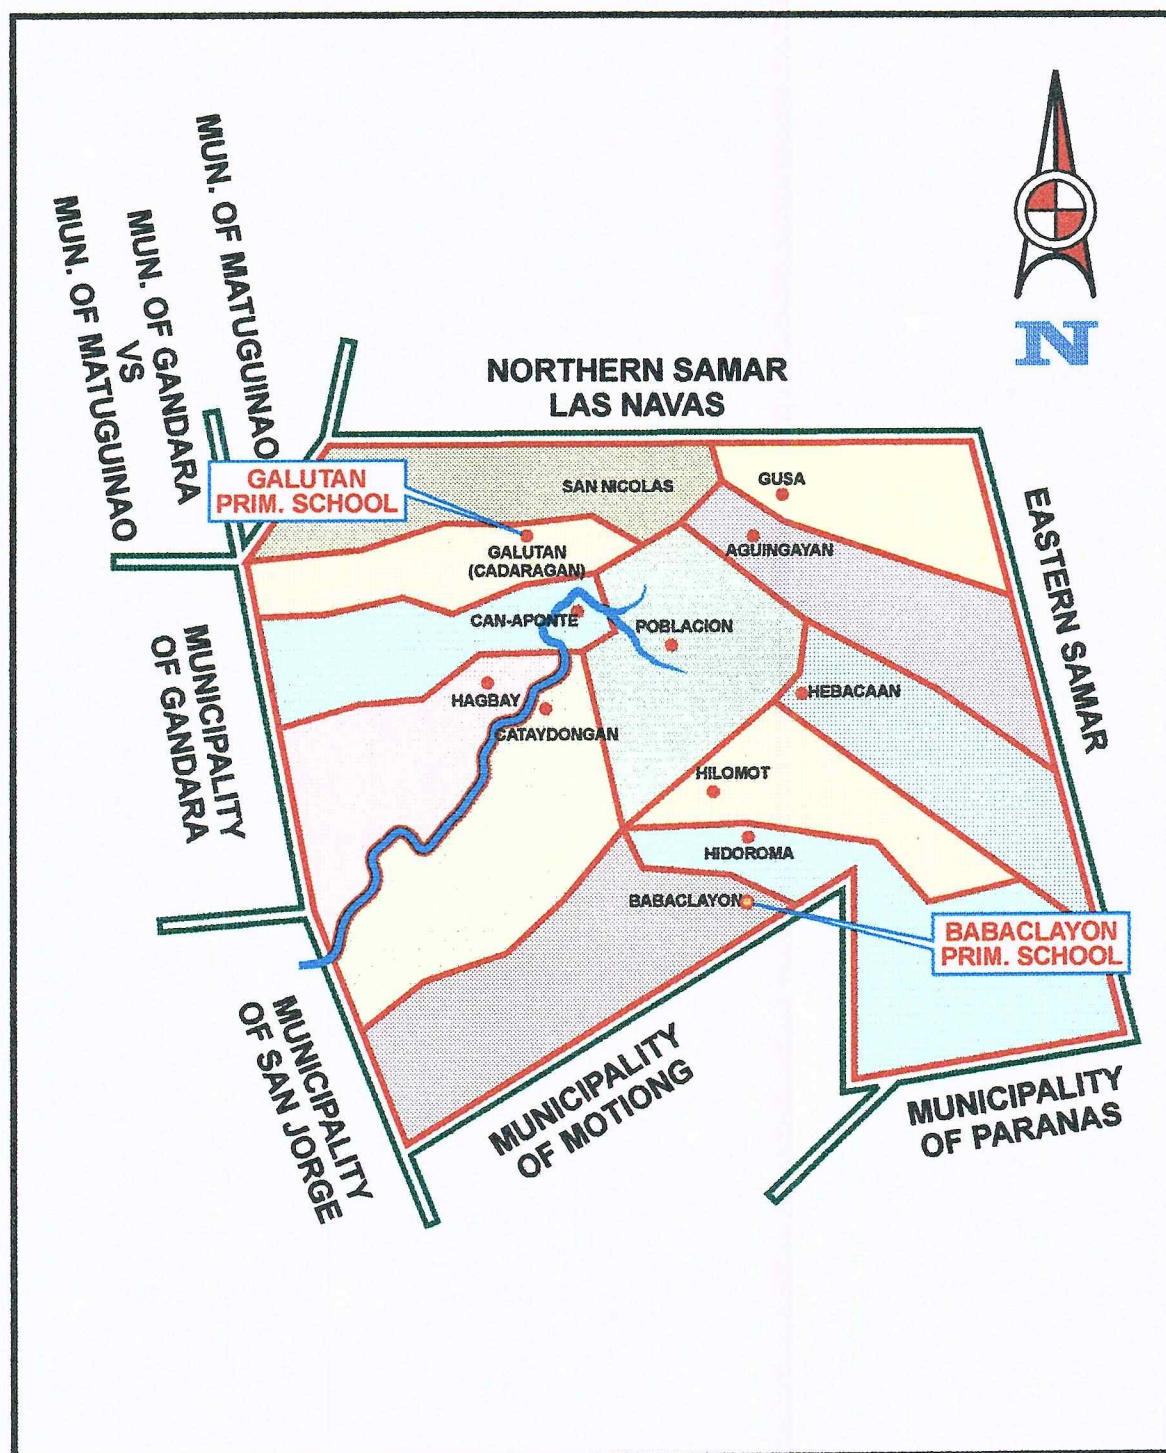 MUN. OF MATUGUINAO
MUN. OF GANDARA
VS
MUN. OF MATUGUINAO
N
NORTHERN SAMAR
LAS NAVAS
GALUTAN
PRIM. SCHOOL
SAN NICOLAS
GUSA
EASTERN SAMAR
GALUTAN
(CADARAGAN)
AGUINGAYAN
CAN-APONTE
POBLACION
MUNICIPALITY
OF GANDARA
HAGBAY
HEBACAAN
CATAYDONGAN
HILOMOT
HIDOROMA
BABACLAYON
BABACLAYON
PRIM. SCHOOL
MUNICIPALITY
OF SAN JORGE
MUNICIPALITY
OF MOTIONG
MUNICIPALITY
OF PARANAS